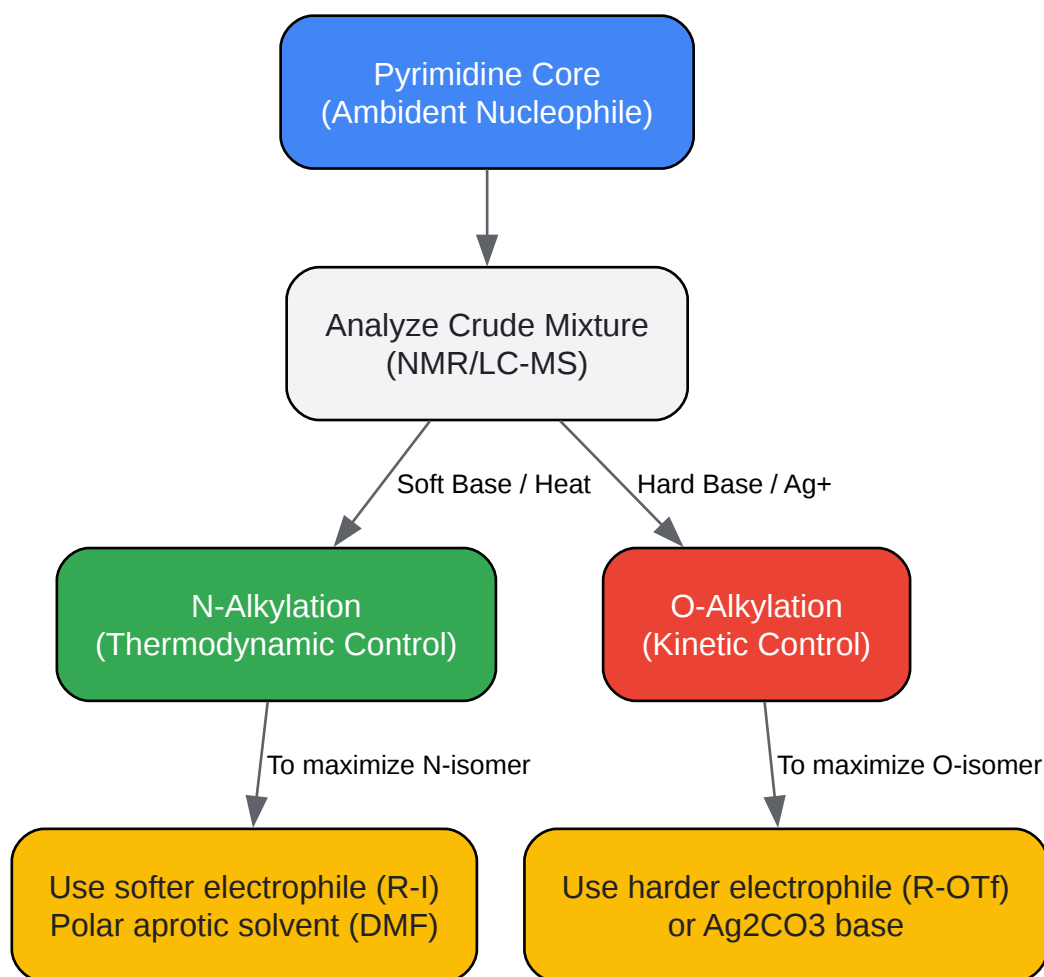 Pyrimidine Core
(Ambident Nucleophile)
Analyze Crude Mixture
(NMR/LC-MS)
Soft Base / Heat
Hard Base / Ag+
N-Alkylation
(Thermodynamic Control)
O-Alkylation
(Kinetic Control)
To maximize N-isomer
To maximize O-isomer
Use softer electrophile (R-I)
Polar aprotic solvent (DMF)
Use harder electrophile (R-OTf)
or Ag2CO3 base